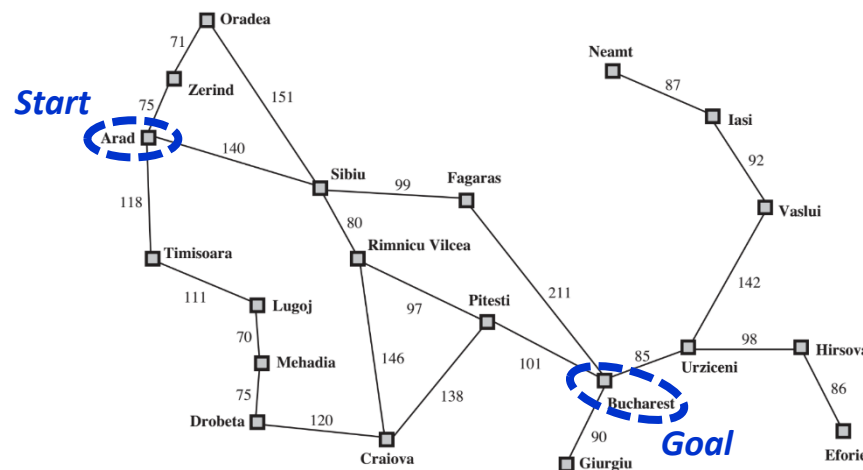 Oradea
71
Neamt
87
Zerind
151
Start
75
Iasi
Arad
140
92
Sibiu
99
Fagaras
118
80
Vaslui
Timisoara
Rimnicu Vilcea
142
111
211
Lugoj
97
Pitesti
70
98
Hirsova
146
101
85
Urziceni
Mehadia
138
86
75
Bucharest
Drobeta
120
90
Goal
Craiova
Giurgiu
Eforie